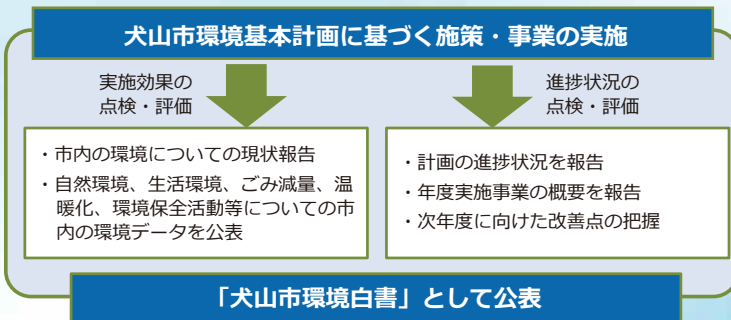 犬山市環境基本計画に基づく施策・事業の実施
実施効果の
点検・評価
進捗状況の
点検・評価
・市内の環境についての現状報告
・自然環境、生活環境、ごみ減量、温
暖化、環境保全活動等についての市
内の環境データを公表
・計画の進捗状況を報告
・年度実施事業の概要を報告
・次年度に向けた改善点の把握
「犬山市環境白書」として公表